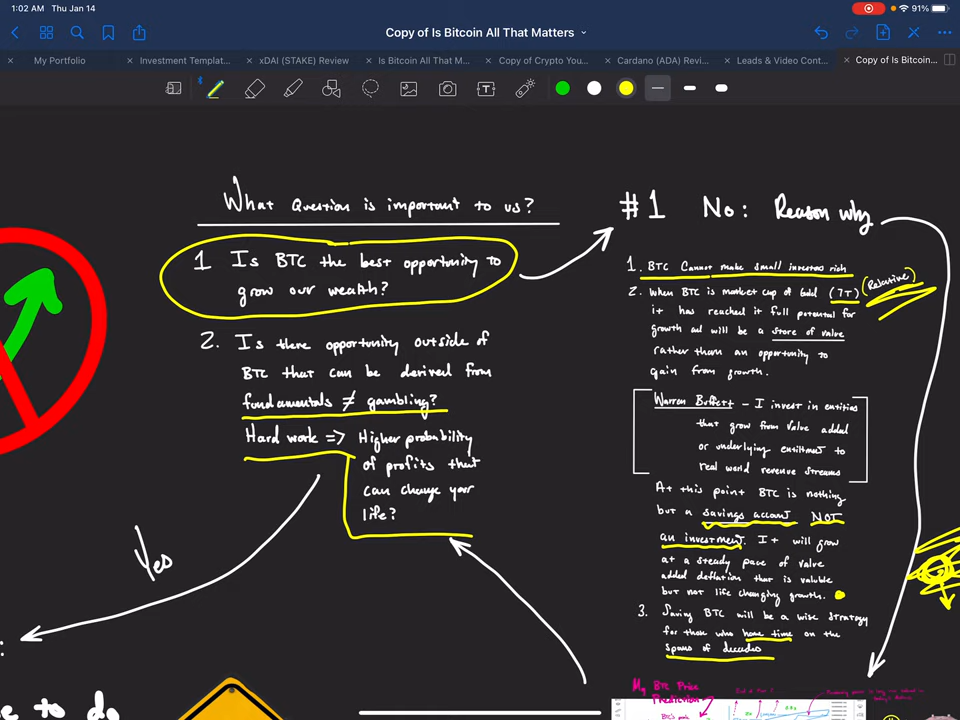 1:02 AM Thu Jan 14
91%
Copy of Is Bitcoin All That Matters
My Portfolio
Investment Templat...
xDAI (STAKE) Review
Is Bitcoin All That M...
Copy of Crypto You...
Cardano (ADA) Revi...
Leads & Video Cont...
Copy of Is Bitcoin...
What Question is important to us?
1 Is BTC the best opportunity to
grow our wealth?
2. Is there opportunity outside of
BTC that can be derived from
fundamentals ≠ gambling?
Hard work => Higher probability
of profits that
can change your
life?
Yes
#1 No: Reason why
1. BTC Cannot make small investors rich
(Relative)
2. When BTC is market cap of Gold (7T)
it has reached it full potential for
growth and will be a store of value
rather than an opportunity to
gain from growth.
Warren Buffett - I invest in entities
that grow from value added
or underlying entitlment to
real world revenue streams
At this point BTC is nothing
but a savings account NOT
an investment. It will grow
at a steady pace of value
added deflation that is valuble
but not life changing growth.
3. Saving BTC will be a wise strategy
for those who have time on the
spans of decades
My BTC Price
Prediction
e to do